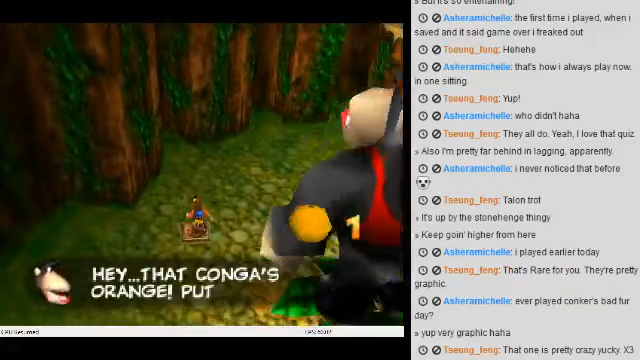 HEY...THAT CONGA'S
ORANGE! PUT
1
CPU Resumed
» But it's so entertaining!
Asheramichelle: the first time i played, when i
saved and it said game over i freaked out
Tseung_feng: Hehehe
Asheramichelle: that's how i always play now.
in one sitting
Tseung_feng: Yup!
Asheramichelle: who didn't haha
Tseung_feng: They all do. Yeah, I love that quiz
» Also I'm pretty far behind in lagging, apparently.
Asheramichelle: i never noticed that before
Tseung_feng: Talon trot
» It's up by the stonehenge thingy
» Keep goin' higher from here
Asheramichelle: i played earlier today
Tseung_feng: That's Rare for you. They're pretty
graphic.
Asheramichelle: ever played conker's bad fur
day?
» yup very graphic haha
Tseung_feng: That one is pretty crazy yucky. X3